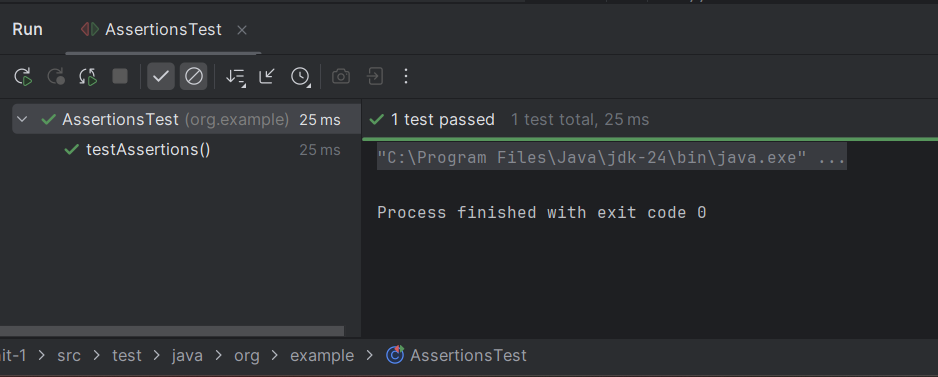 Run AssertionsTest
AssertionsTest (org.example) 25 ms
testAssertions() 25 ms
1 test passed 1 test total, 25 ms
"C:\Program Files\Java\jdk-24\bin\java.exe" ...
Process finished with exit code 0
it-1 > src > test > java > org > example > AssertionsTest